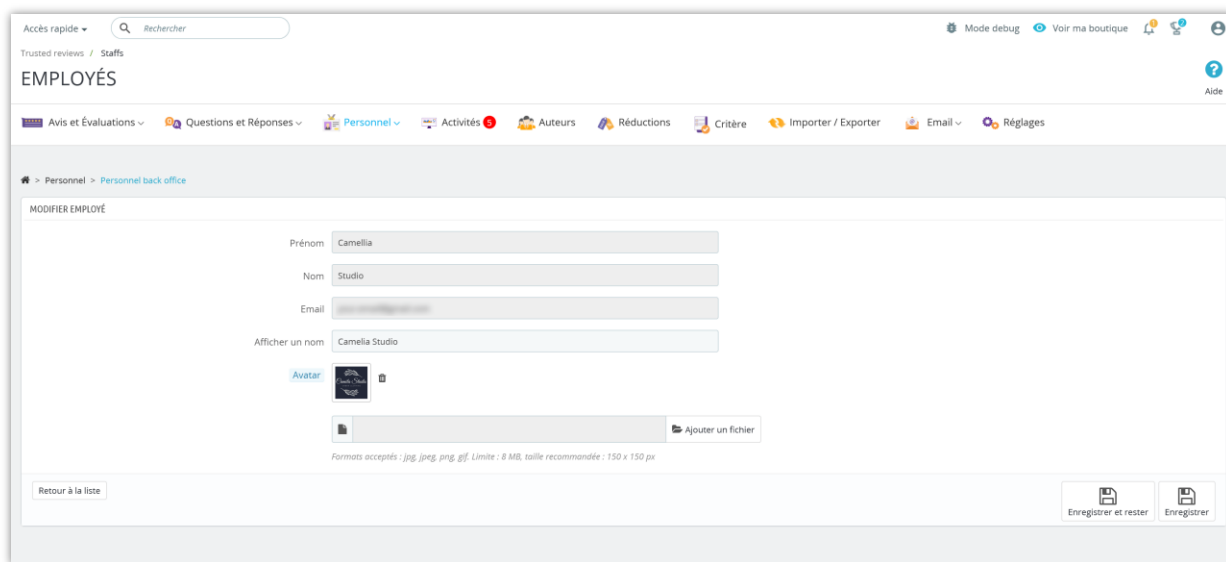 Accès rapide
Rechercher
Mode debug
Voir ma boutique
2
Trusted reviews / Staffs
EMPLOYÉS
Aide
Avis et Évaluations
Questions et Réponses
Personnel
Activités 5
Auteurs
Réductions
Critère
Importer / Exporter
Email
Réglages
> Personnel > Personnel back office
MODIFIER EMPLOYÉ
Prénom
Camellia
Nom
Studio
Email
Afficher un nom
Camelia Studio
Avatar
Ajouter un fichier
Formats acceptés : jpg, jpeg, png, gif. Limite : 8 MB, taille recommandée : 150 x 150 px
Retour à la liste
Enregistrer et rester
Enregistrer